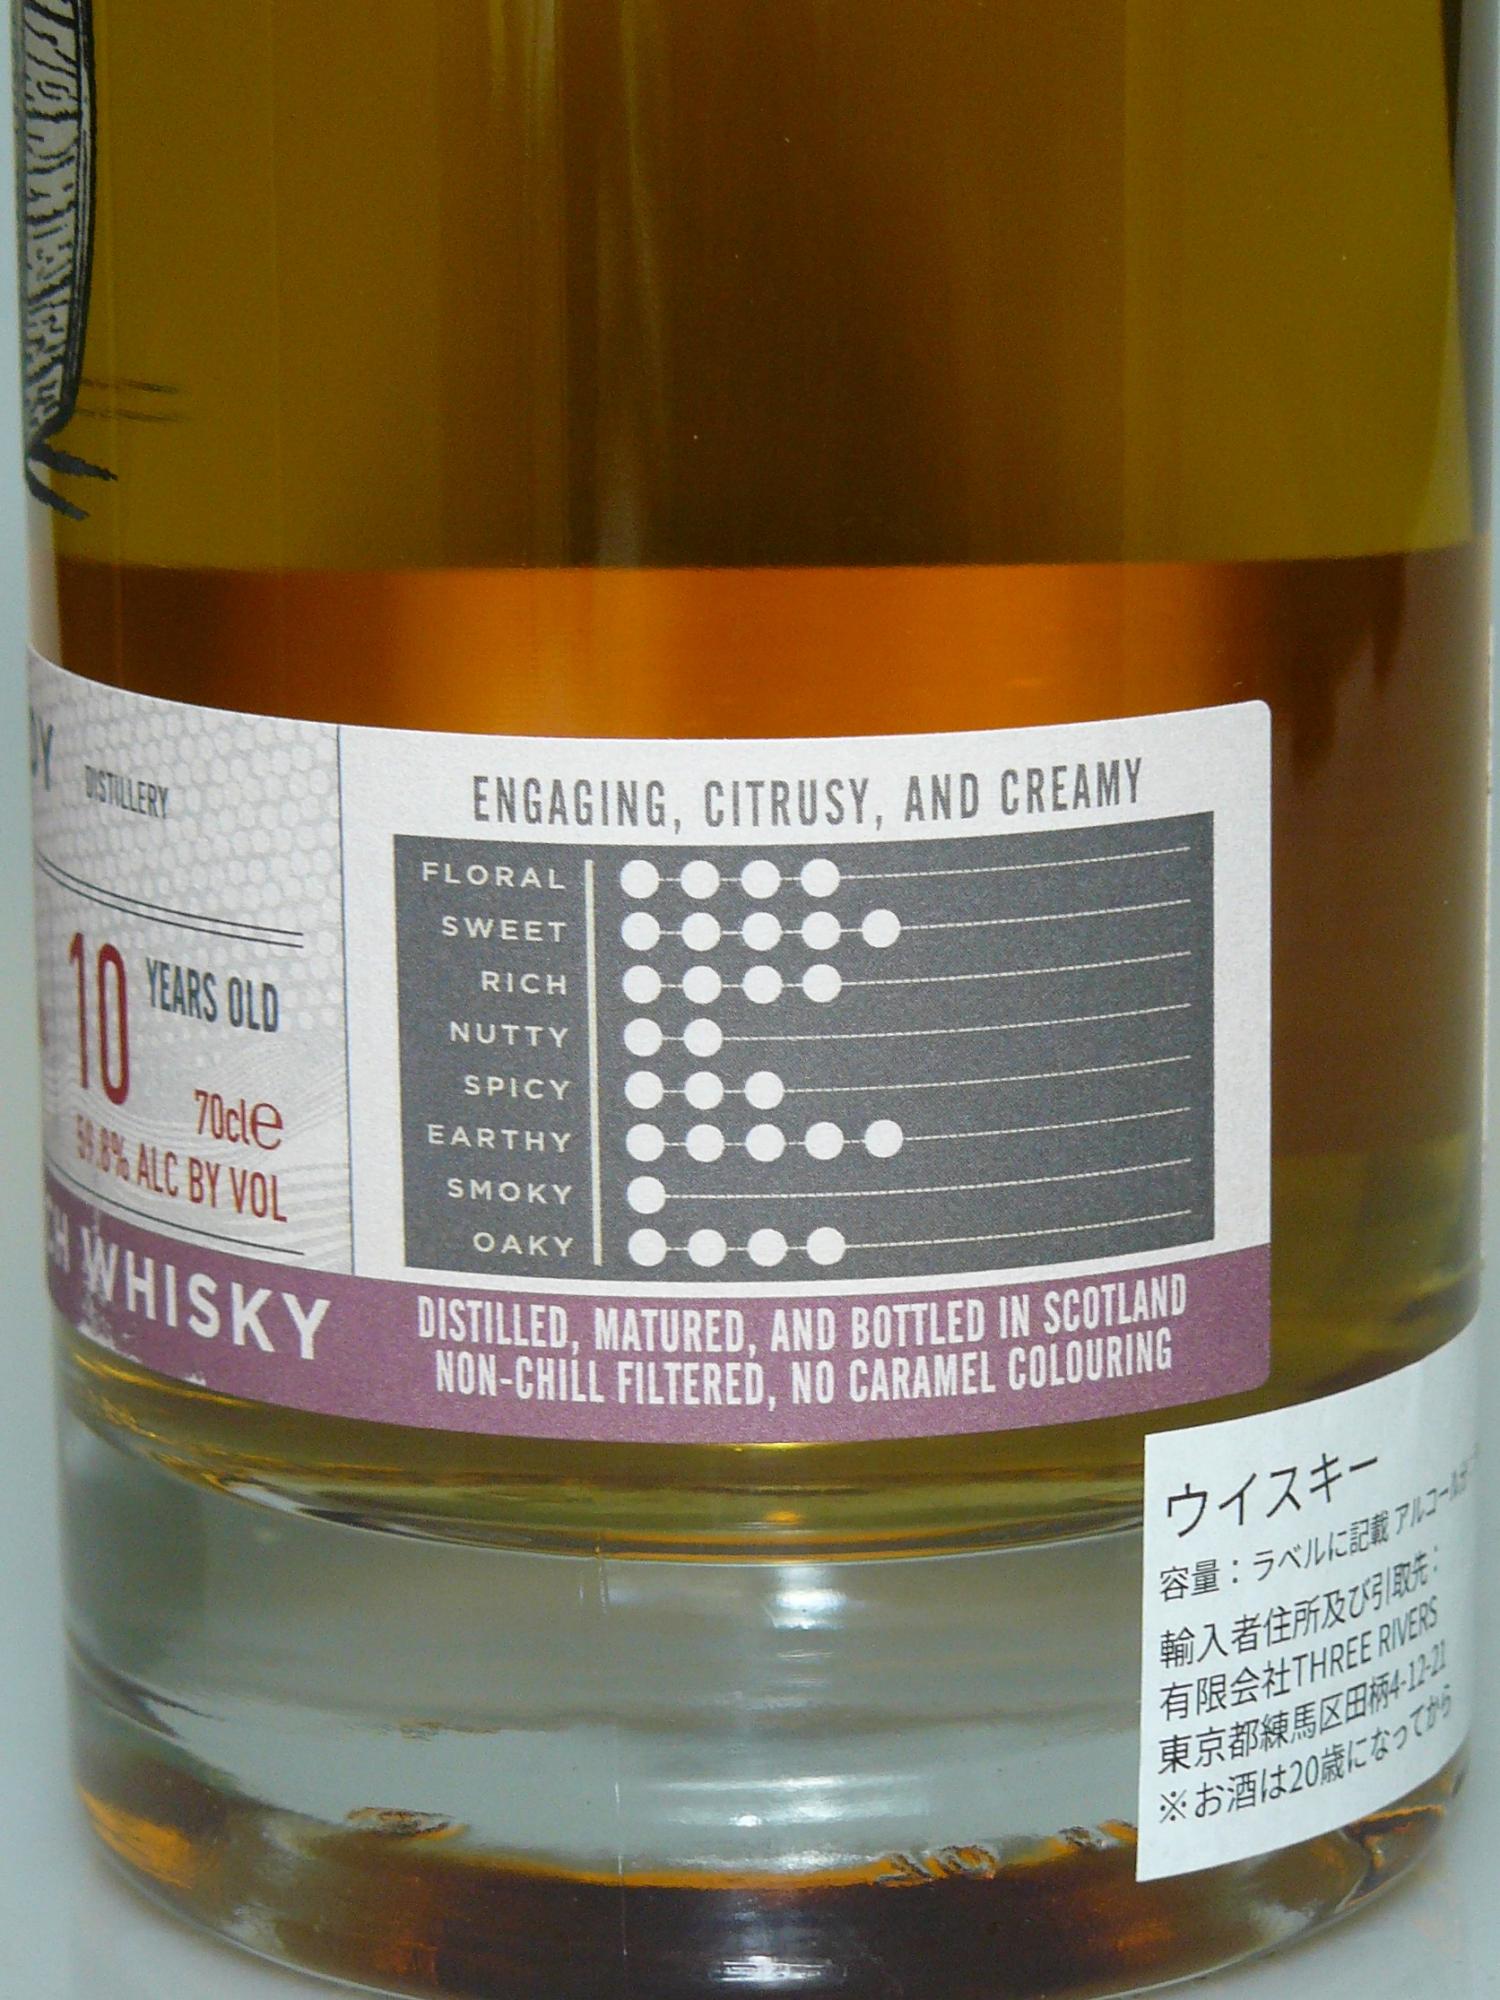 DISTILLERY
10 YEARS OLD
70cl e
59.8% ALC BY VOL
WHISKY
ENGAGING, CITRUSY, AND CREAMY
FLORAL
SWEET
RICH
NUTTY
SPICY
EARTHY
SMOKY
OAKY
DISTILLED, MATURED, AND BOTTLED IN SCOTLAND
NON-CHILL FILTERED, NO CARAMEL COLOURING
ウイスキー
容量：ラベルに記載 アルコール
輸入者住所及び引取先：
有限会社THREE RIVERS
東京都練馬区田柄4-12-21
※お酒は20歳になってから